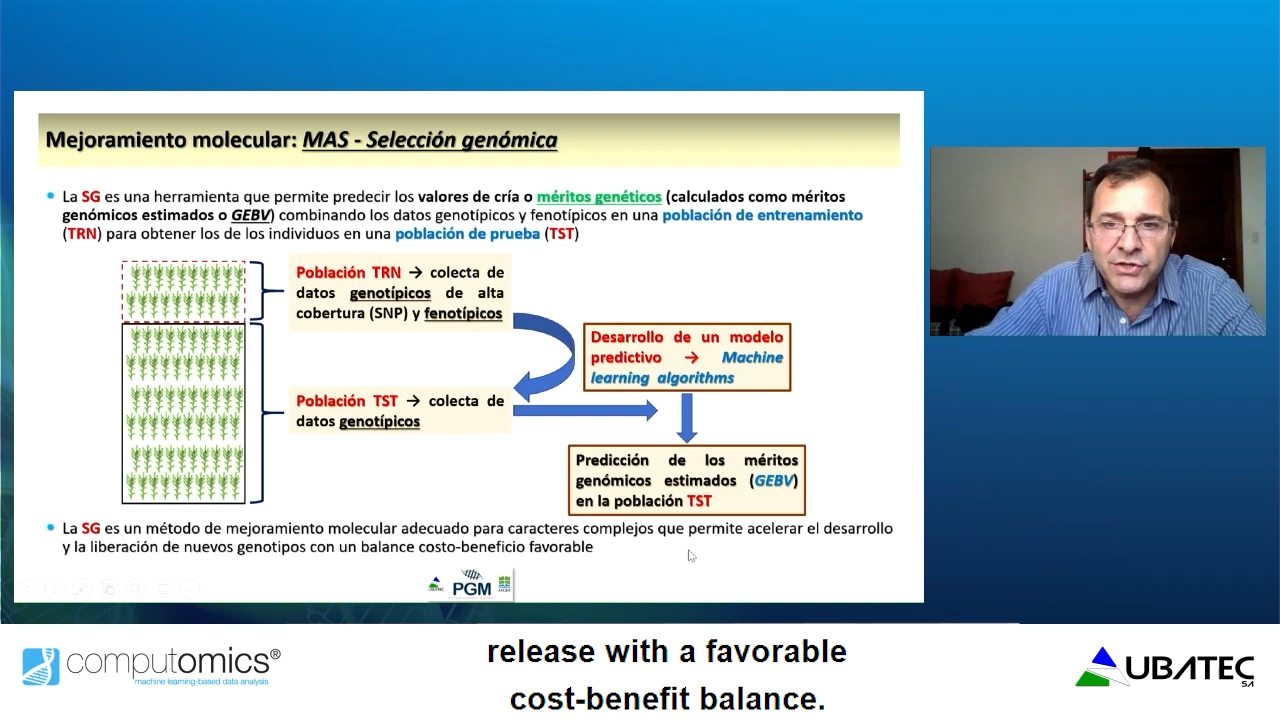 Mejoramiento molecular: MAS - Selección genómica
La SG es una herramienta que permite predecir los valores de cría o méritos genéticos (calculados como méritos
genómicos estimados o GEBV) combinando los datos genotípicos y fenotípicos en una población de entrenamiento
(TRN) para obtener los de los individuos en una población de prueba (TST)
Población TRN → colecta de
datos genotípicos de alta
cobertura (SNP) y fenotípicos
Desarrollo de un modelo
predictivo → Machine
learning algorithms
Población TST → colecta de
datos genotípicos
Predicción de los méritos
genómicos estimados (GEBV)
en la población TST
La SG es un método de mejoramiento molecular adecuado para caracteres complejos que permite acelerar el desarrollo
y la liberación de nuevos genotipos con un balance costo-beneficio favorable
UBATEC PGM
computomics®
machine learning-based data analysis
release with a favorable
cost-benefit balance.
UBATEC
SA